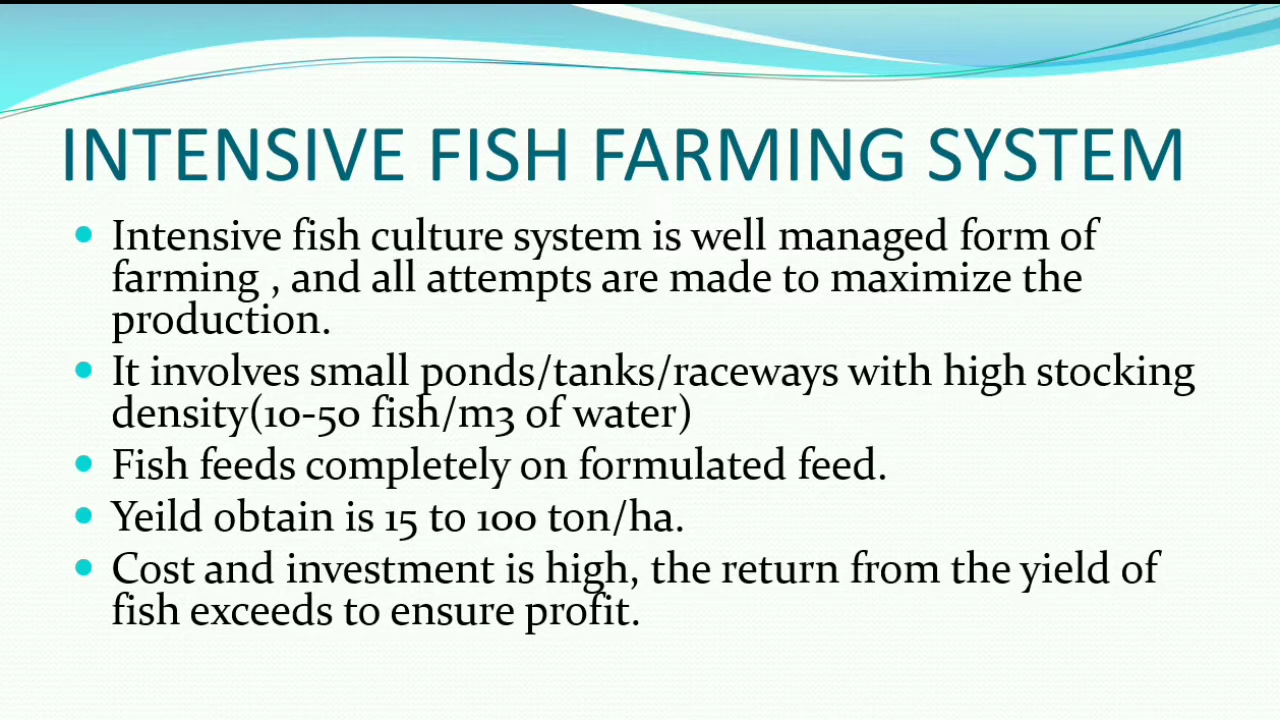 INTENSIVE FISH FARMING SYSTEM
Intensive fish culture system is well managed form of
farming , and all attempts are made to maximize the
production.
It involves small ponds/tanks/raceways with high stocking
density(10-50 fish/m3 of water)
Fish feeds completely on formulated feed.
Yeild obtain is 15 to 100 ton/ha.
Cost and investment is high, the return from the yield of
fish exceeds to ensure profit.